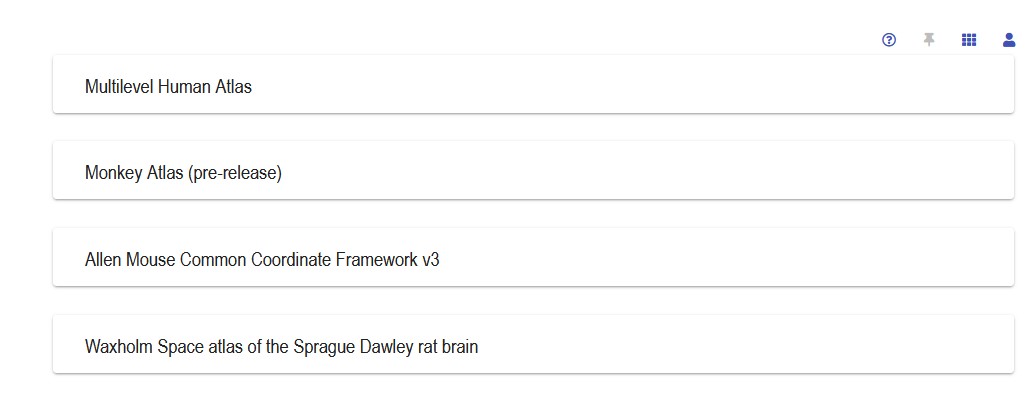 Multilevel Human Atlas
Monkey Atlas (pre-release)
Allen Mouse Common Coordinate Framework v3
Waxholm Space atlas of the Sprague Dawley rat brain